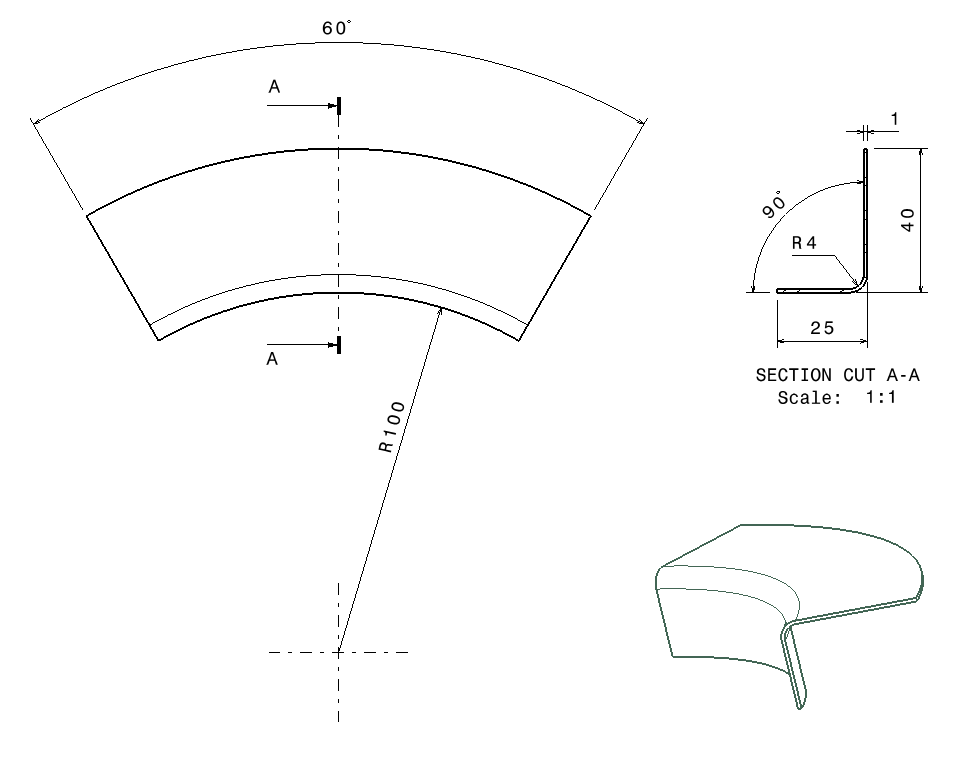 60°
A
A
R100
1
90°
R4
40
25
SECTION CUT A-A
Scale: 1:1